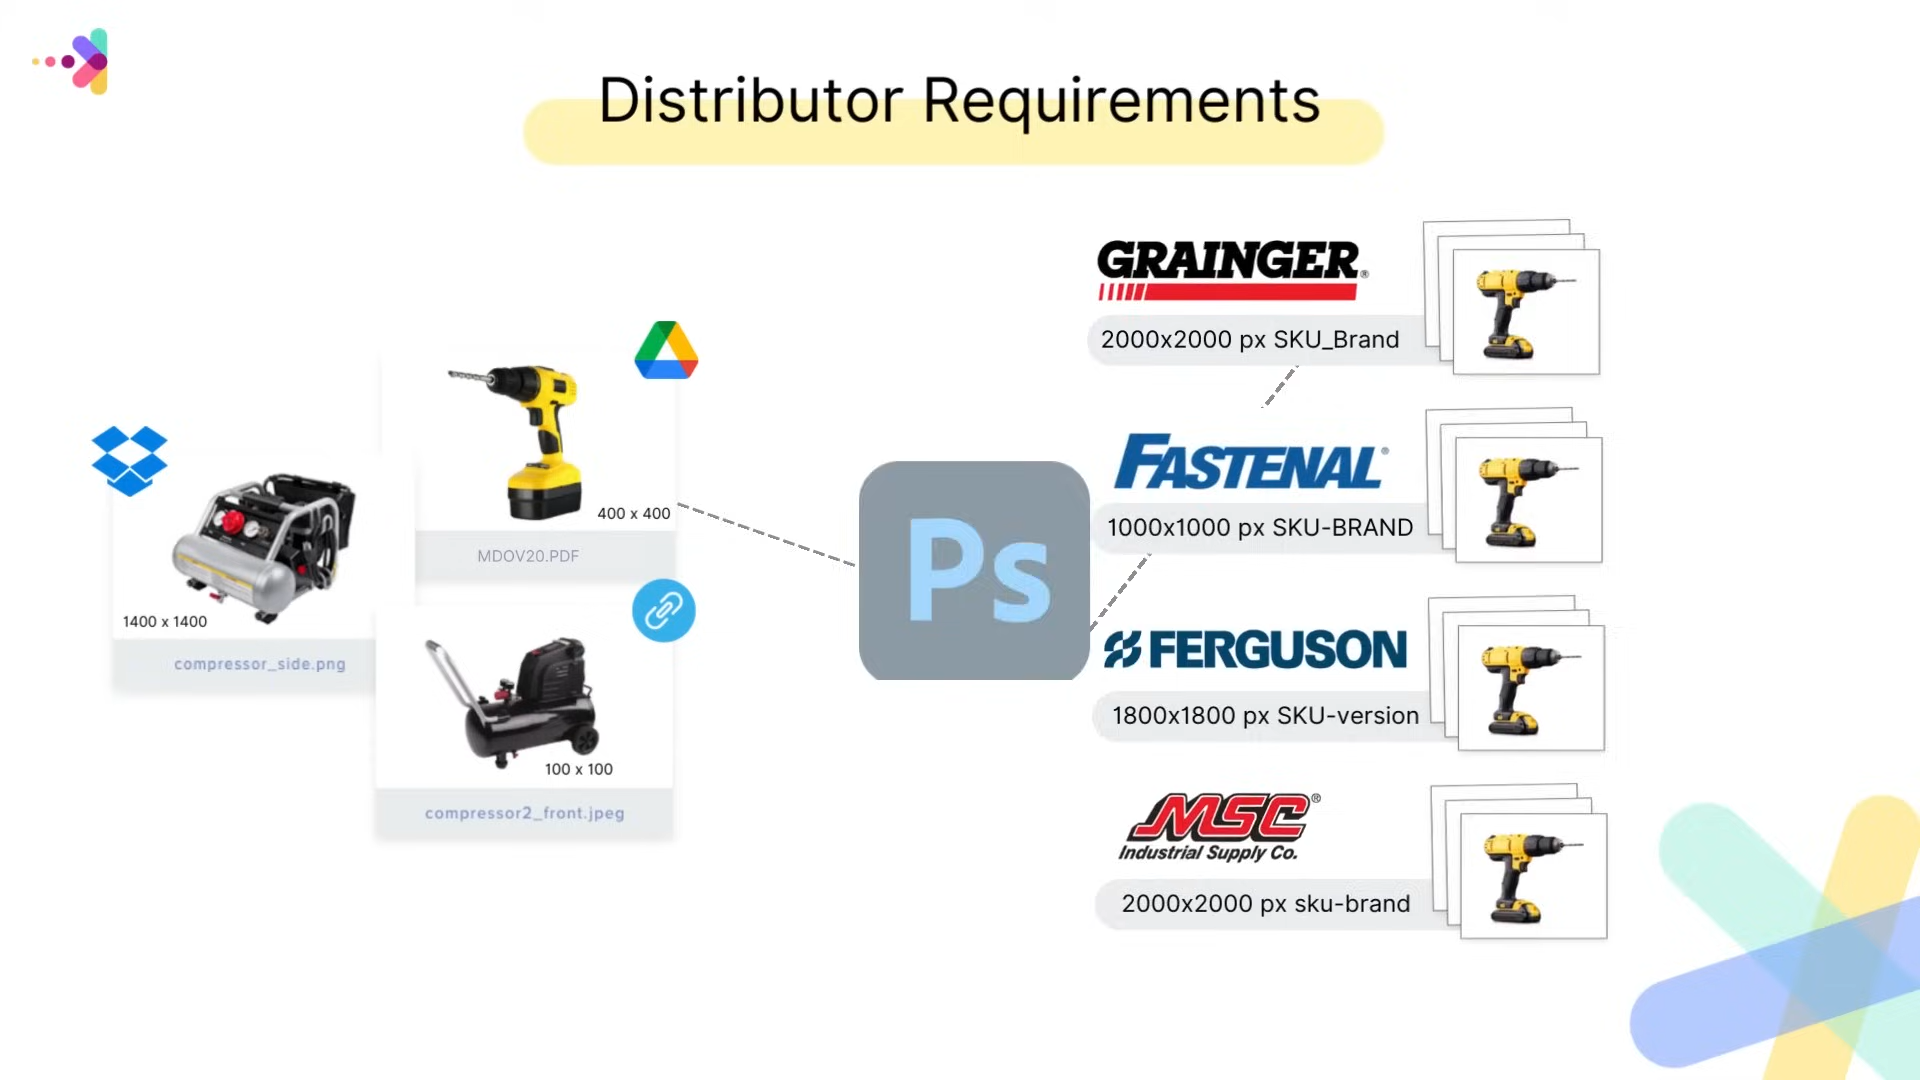 Distributor Requirements
400 x 400
MDOV20.PDF
1400 x 1400
compressor_side.png
100 x 100
compressor2_front.jpeg
Ps
GRAINGER®
2000x2000 px SKU_Brand
FASTENAL®
1000x1000 px SKU-BRAND
FERGUSON
1800x1800 px SKU-version
MSC®
Industrial Supply Co.
2000x2000 px sku-brand